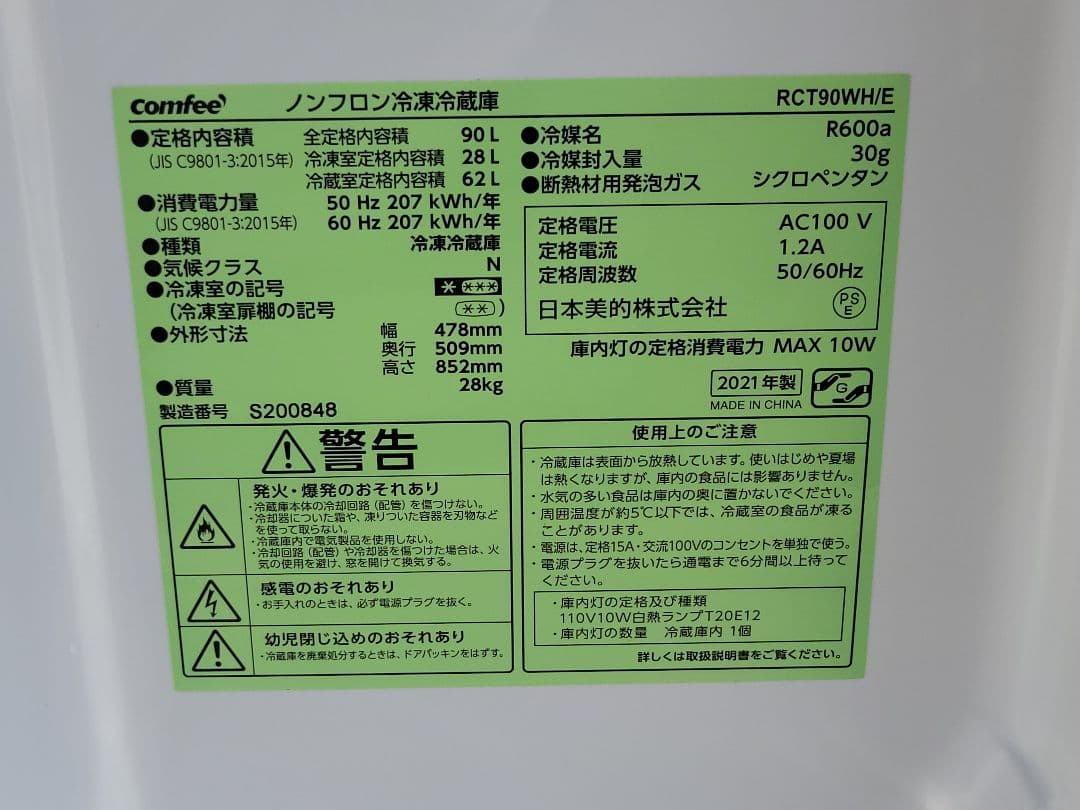 comfee'
ノンフロン冷凍冷蔵庫
RCT90WH/E
●定格内容積 全定格内容積 90 L
(JIS C9801-3:2015年) 冷凍室定格内容積 28 L
冷蔵室定格内容積 62 L
●消費電力量 50 Hz 207 kWh/年
(JIS C9801-3:2015年) 60 Hz 207 kWh/年
●種類 冷凍冷蔵庫
●気候クラス N
●冷凍室の記号 * ***
(冷凍室扉棚の記号 **)
●外形寸法 幅 478mm
奥行 509mm
高さ 852mm
●質量 28kg
製造番号 S200848
●冷媒名 R600a
●冷媒封入量 30g
●断熱材用発泡ガス シクロペンタン
定格電圧 AC100 V
定格電流 1.2A
定格周波数 50/60Hz
日本美的株式会社 PS E
庫内灯の定格消費電力 MAX 10W
2021年製
MADE IN CHINA
G
警告
発火・爆発のおそれあり
・冷蔵庫本体の冷却回路(配管)を傷つけない。
・冷却器についた霜や、凍りついた容器を刃物など
を使って取らない。
・冷蔵庫内で電気製品を使用しない。
・冷却回路(配管)や冷却器を傷つけた場合は、火
気の使用を避け、窓を開けて換気する。
感電のおそれあり
・お手入れのときは、必ず電源プラグを抜く。
幼児閉じ込めのおそれあり
・冷蔵庫を廃棄処分するときは、ドアパッキンをはずす。
使用上のご注意
・冷蔵庫は表面から放熱しています。使いはじめや夏場
は熱くなりますが、庫内の食品には影響ありません。
・水気の多い食品は庫内の奥に置かないでください。
・周囲温度が約5℃以下では、冷蔵室の食品が凍る
ことがあります。
・電源は、定格15A・交流100Vのコンセントを単独で使う。
・電源プラグを抜いたら通電まで6分間以上待って
ください。
・庫内灯の定格及び種類
110V10W白熱ランプT20E12
・庫内灯の数量 冷蔵庫内 1個
詳しくは取扱説明書をご覧ください。